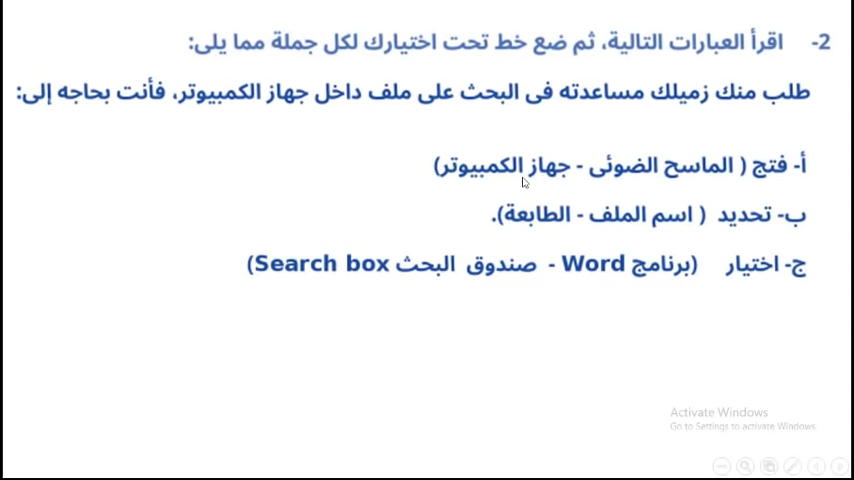 2- اقرأ العبارات التالية، ثم ضع خط تحت اختيارك لكل جملة مما يلى:
طلب منك زميلك مساعدته فى البحث على ملف داخل جهاز الكمبيوتر، فأنت بحاجه إلى:
أ- فتح ( الماسح الضوئى - جهاز الكمبيوتر)
ب- تحديد ( اسم الملف - الطابعة).
ج- اختيار (برنامج Word - صندوق البحث Search box)
Activate Windows
Go to Settings to activate Windows.